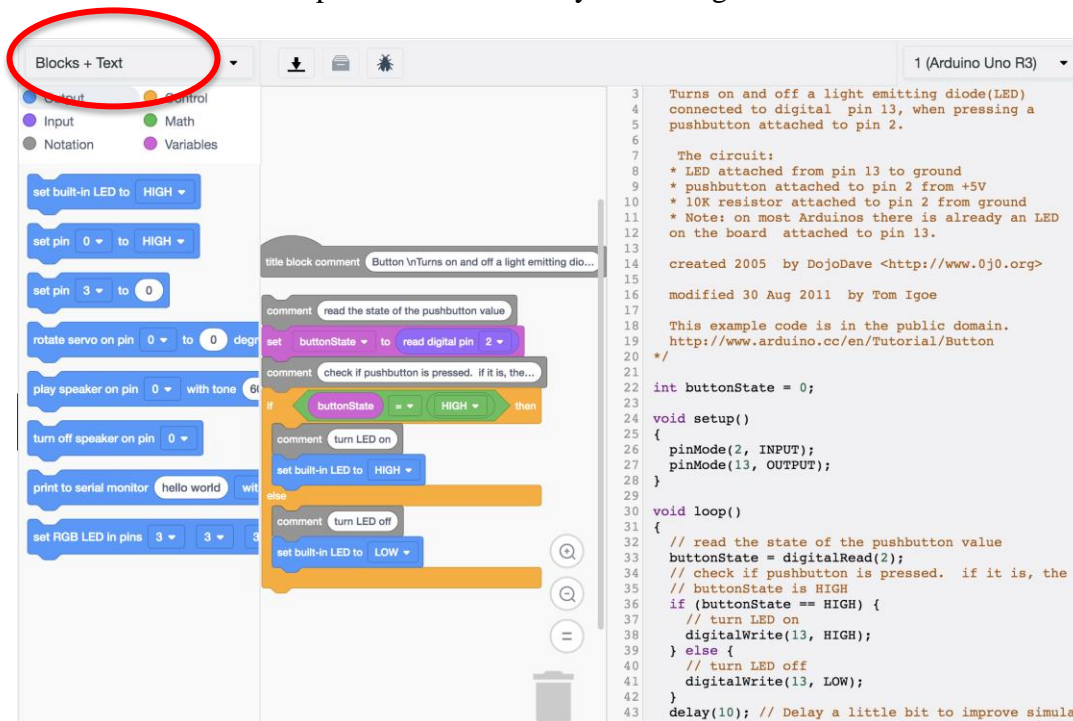 Blocks + Text
1 (Arduino Uno R3)
Output
Control
Input
Math
Notation
Variables
set built-in LED to HIGH
set pin 0 to HIGH
set pin 3 to 0
rotate servo on pin 0 to 0 degr
play speaker on pin 0 with tone 60
turn off speaker on pin 0
print to serial monitor hello world wit
set RGB LED in pins 3 3 3
title block comment Button \nTurns on and off a light emitting dio...
comment read the state of the pushbutton value
set buttonState to read digital pin 2
comment check if pushbutton is pressed. if it is, the...
if buttonState = HIGH then
comment turn LED on
set built-in LED to HIGH
else
comment turn LED off
set built-in LED to LOW
3 Turns on and off a light emitting diode(LED)
4 connected to digital pin 13, when pressing a
5 pushbutton attached to pin 2.
6
7 The circuit:
8 * LED attached from pin 13 to ground
9 * pushbutton attached to pin 2 from +5V
10 * 10K resistor attached to pin 2 from ground
11 * Note: on most Arduinos there is already an LED
12 on the board attached to pin 13.
13
14 created 2005 by DojoDave <http://www.0j0.org>
15
16 modified 30 Aug 2011 by Tom Igoe
17
18 This example code is in the public domain.
19 http://www.arduino.cc/en/Tutorial/Button
20 */
21
22 int buttonState = 0;
23
24 void setup()
25 {
26 pinMode(2, INPUT);
27 pinMode(13, OUTPUT);
28 }
29
30 void loop()
31 {
32 // read the state of the pushbutton value
33 buttonState = digitalRead(2);
34 // check if pushbutton is pressed. if it is, the
35 // buttonState is HIGH
36 if (buttonState == HIGH) {
37 // turn LED on
38 digitalWrite(13, HIGH);
39 } else {
40 // turn LED off
41 digitalWrite(13, LOW);
42 }
43 delay(10); // Delay a little bit to improve simula